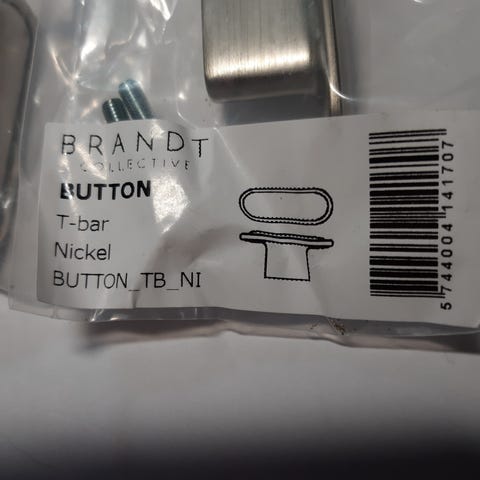 BRANDT
COLLECTIVE
BUTTON
T-bar
Nickel
BUTTON_TB_NI
5 744004 141707